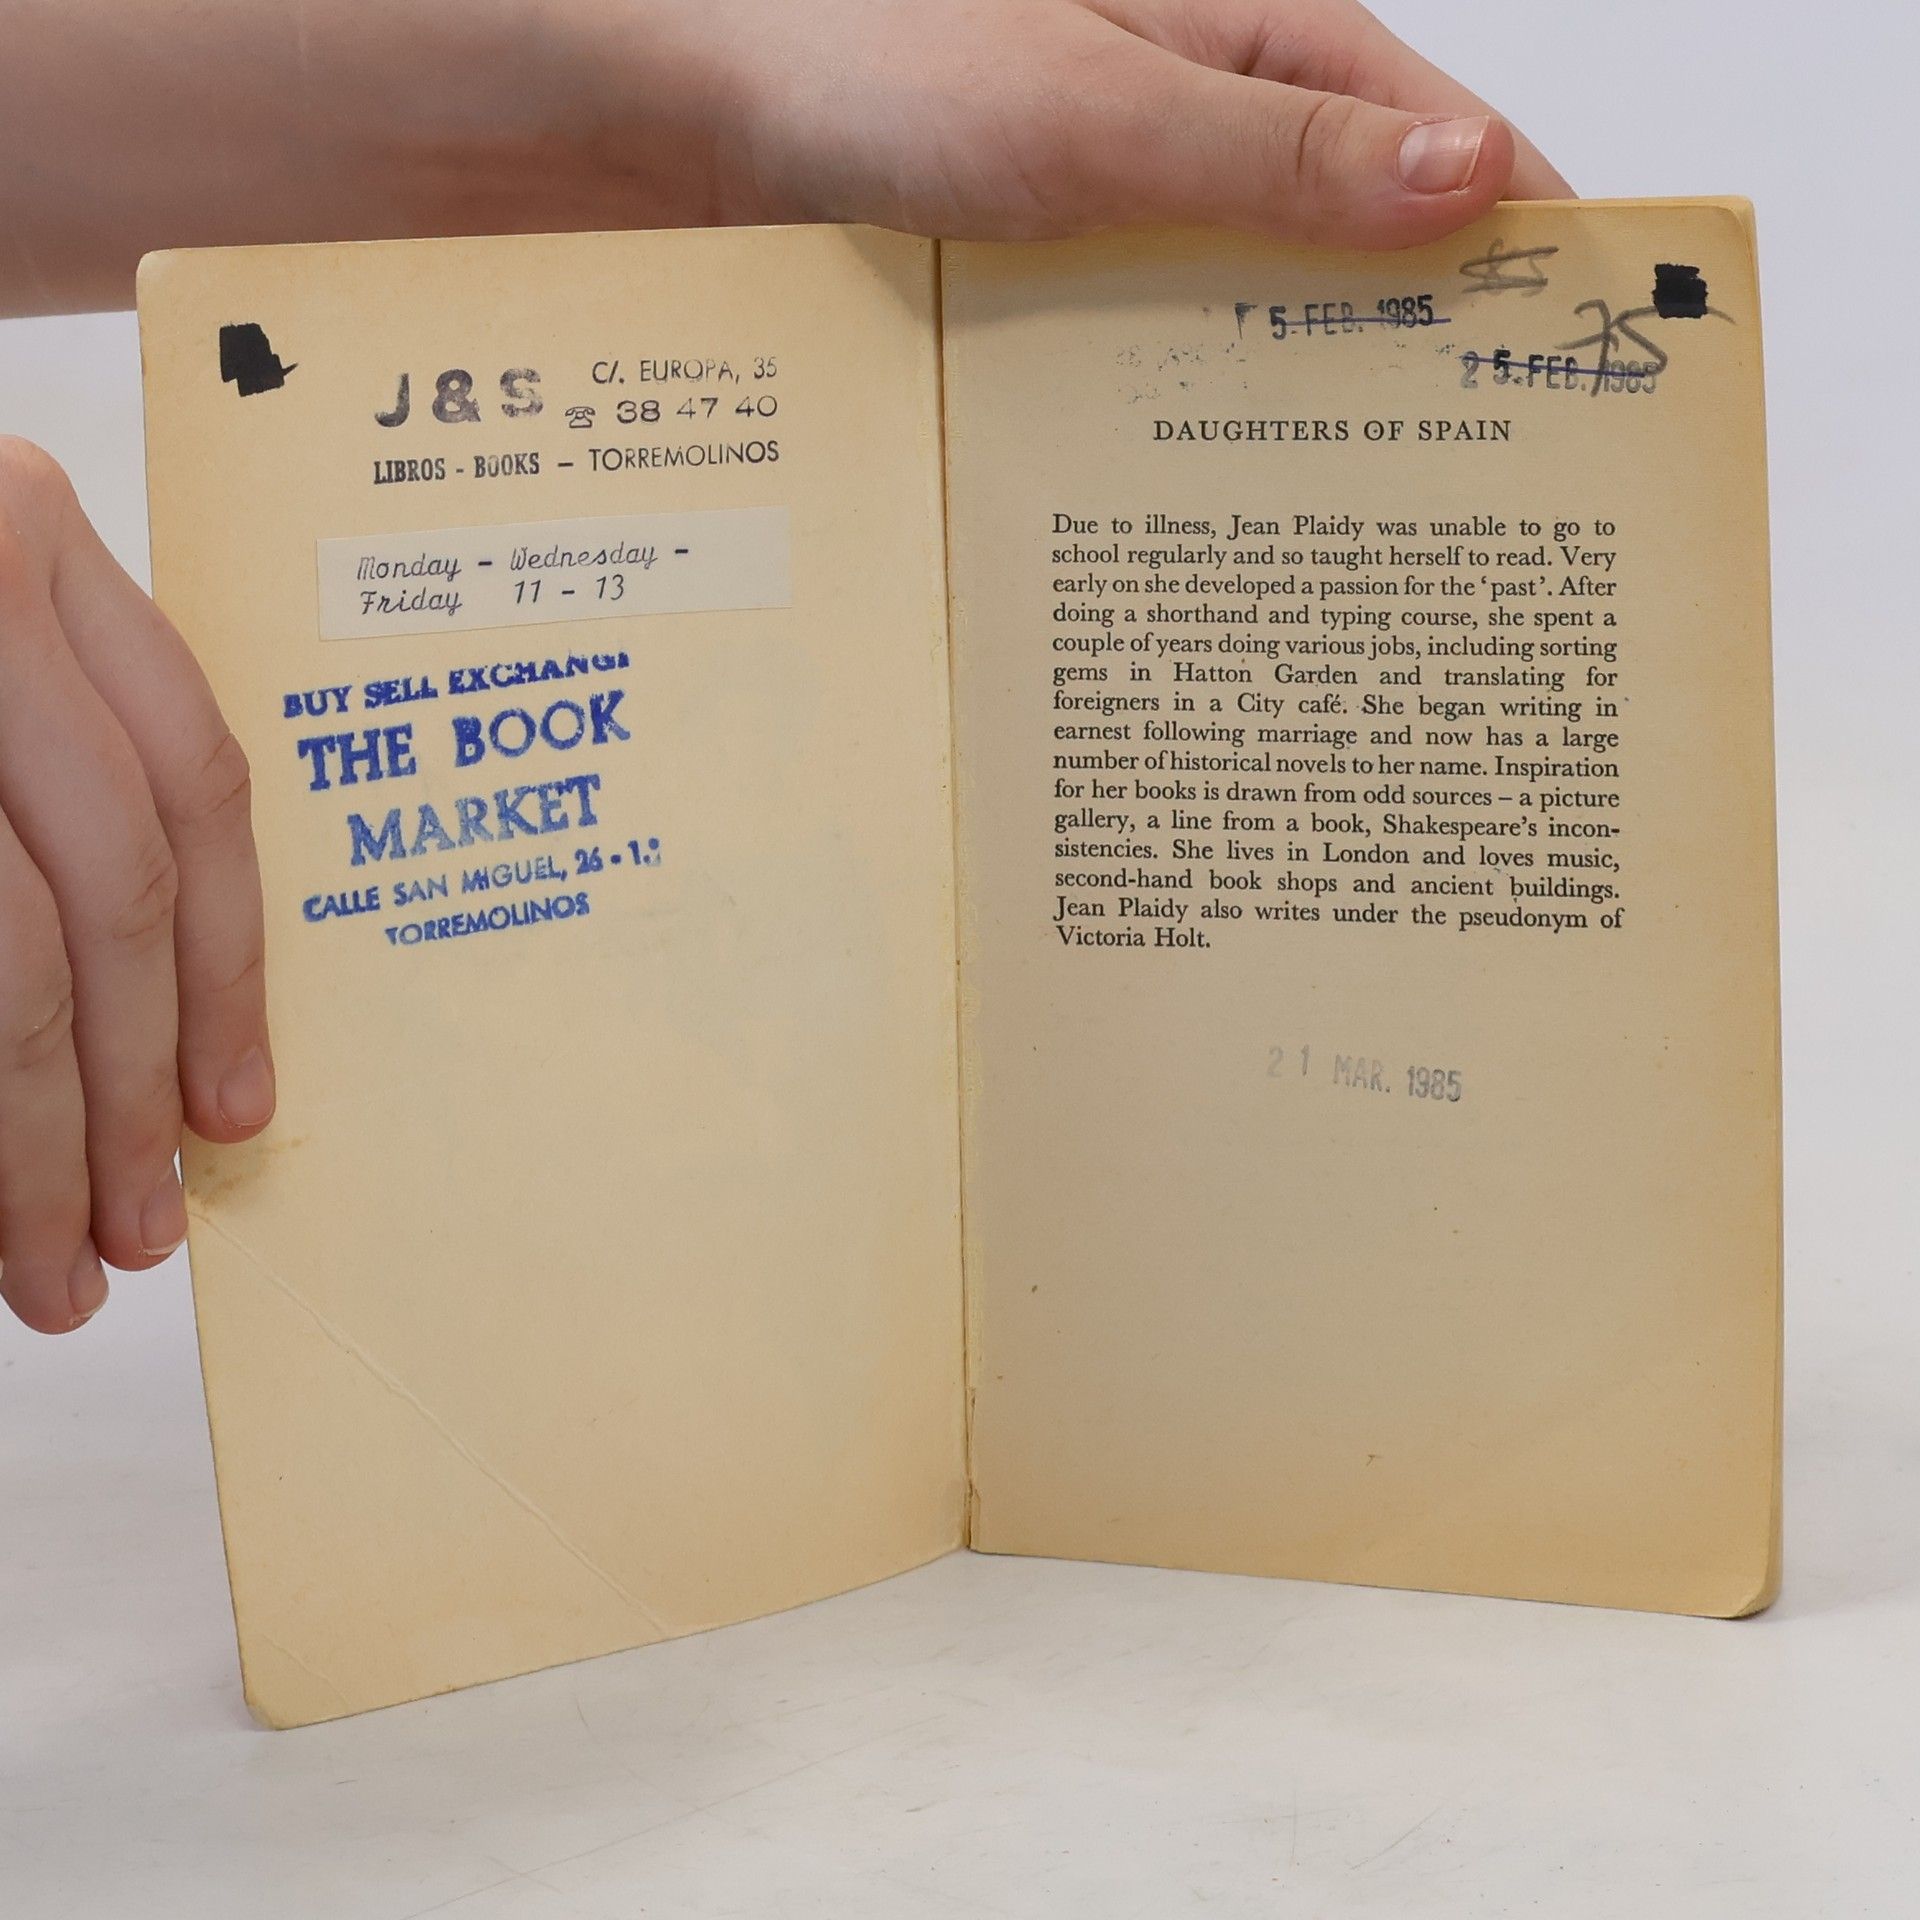 J & S C/. EUROPA, 35
38 47 40
LIBROS - BOOKS - TORREMOLINOS
Monday - Wednesday -
Friday 11 - 13
BUY SELL EXCHANGE
THE BOOK
MARKET
CALLE SAN MIGUEL, 26 - 1.º
TORREMOLINOS
5. FEB. 1985
75
2 5. FEB. 1985
DAUGHTERS OF SPAIN
Due to illness, Jean Plaidy was unable to go to
school regularly and so taught herself to read. Very
early on she developed a passion for the ‘past’. After
doing a shorthand and typing course, she spent a
couple of years doing various jobs, including sorting
gems in Hatton Garden and translating for
foreigners in a City café. She began writing in
earnest following marriage and now has a large
number of historical novels to her name. Inspiration
for her books is drawn from odd sources – a picture
gallery, a line from a book, Shakespeare’s incon-
sistencies. She lives in London and loves music,
second-hand book shops and ancient buildings.
Jean Plaidy also writes under the pseudonym of
Victoria Holt.
2 1 MAR. 1985